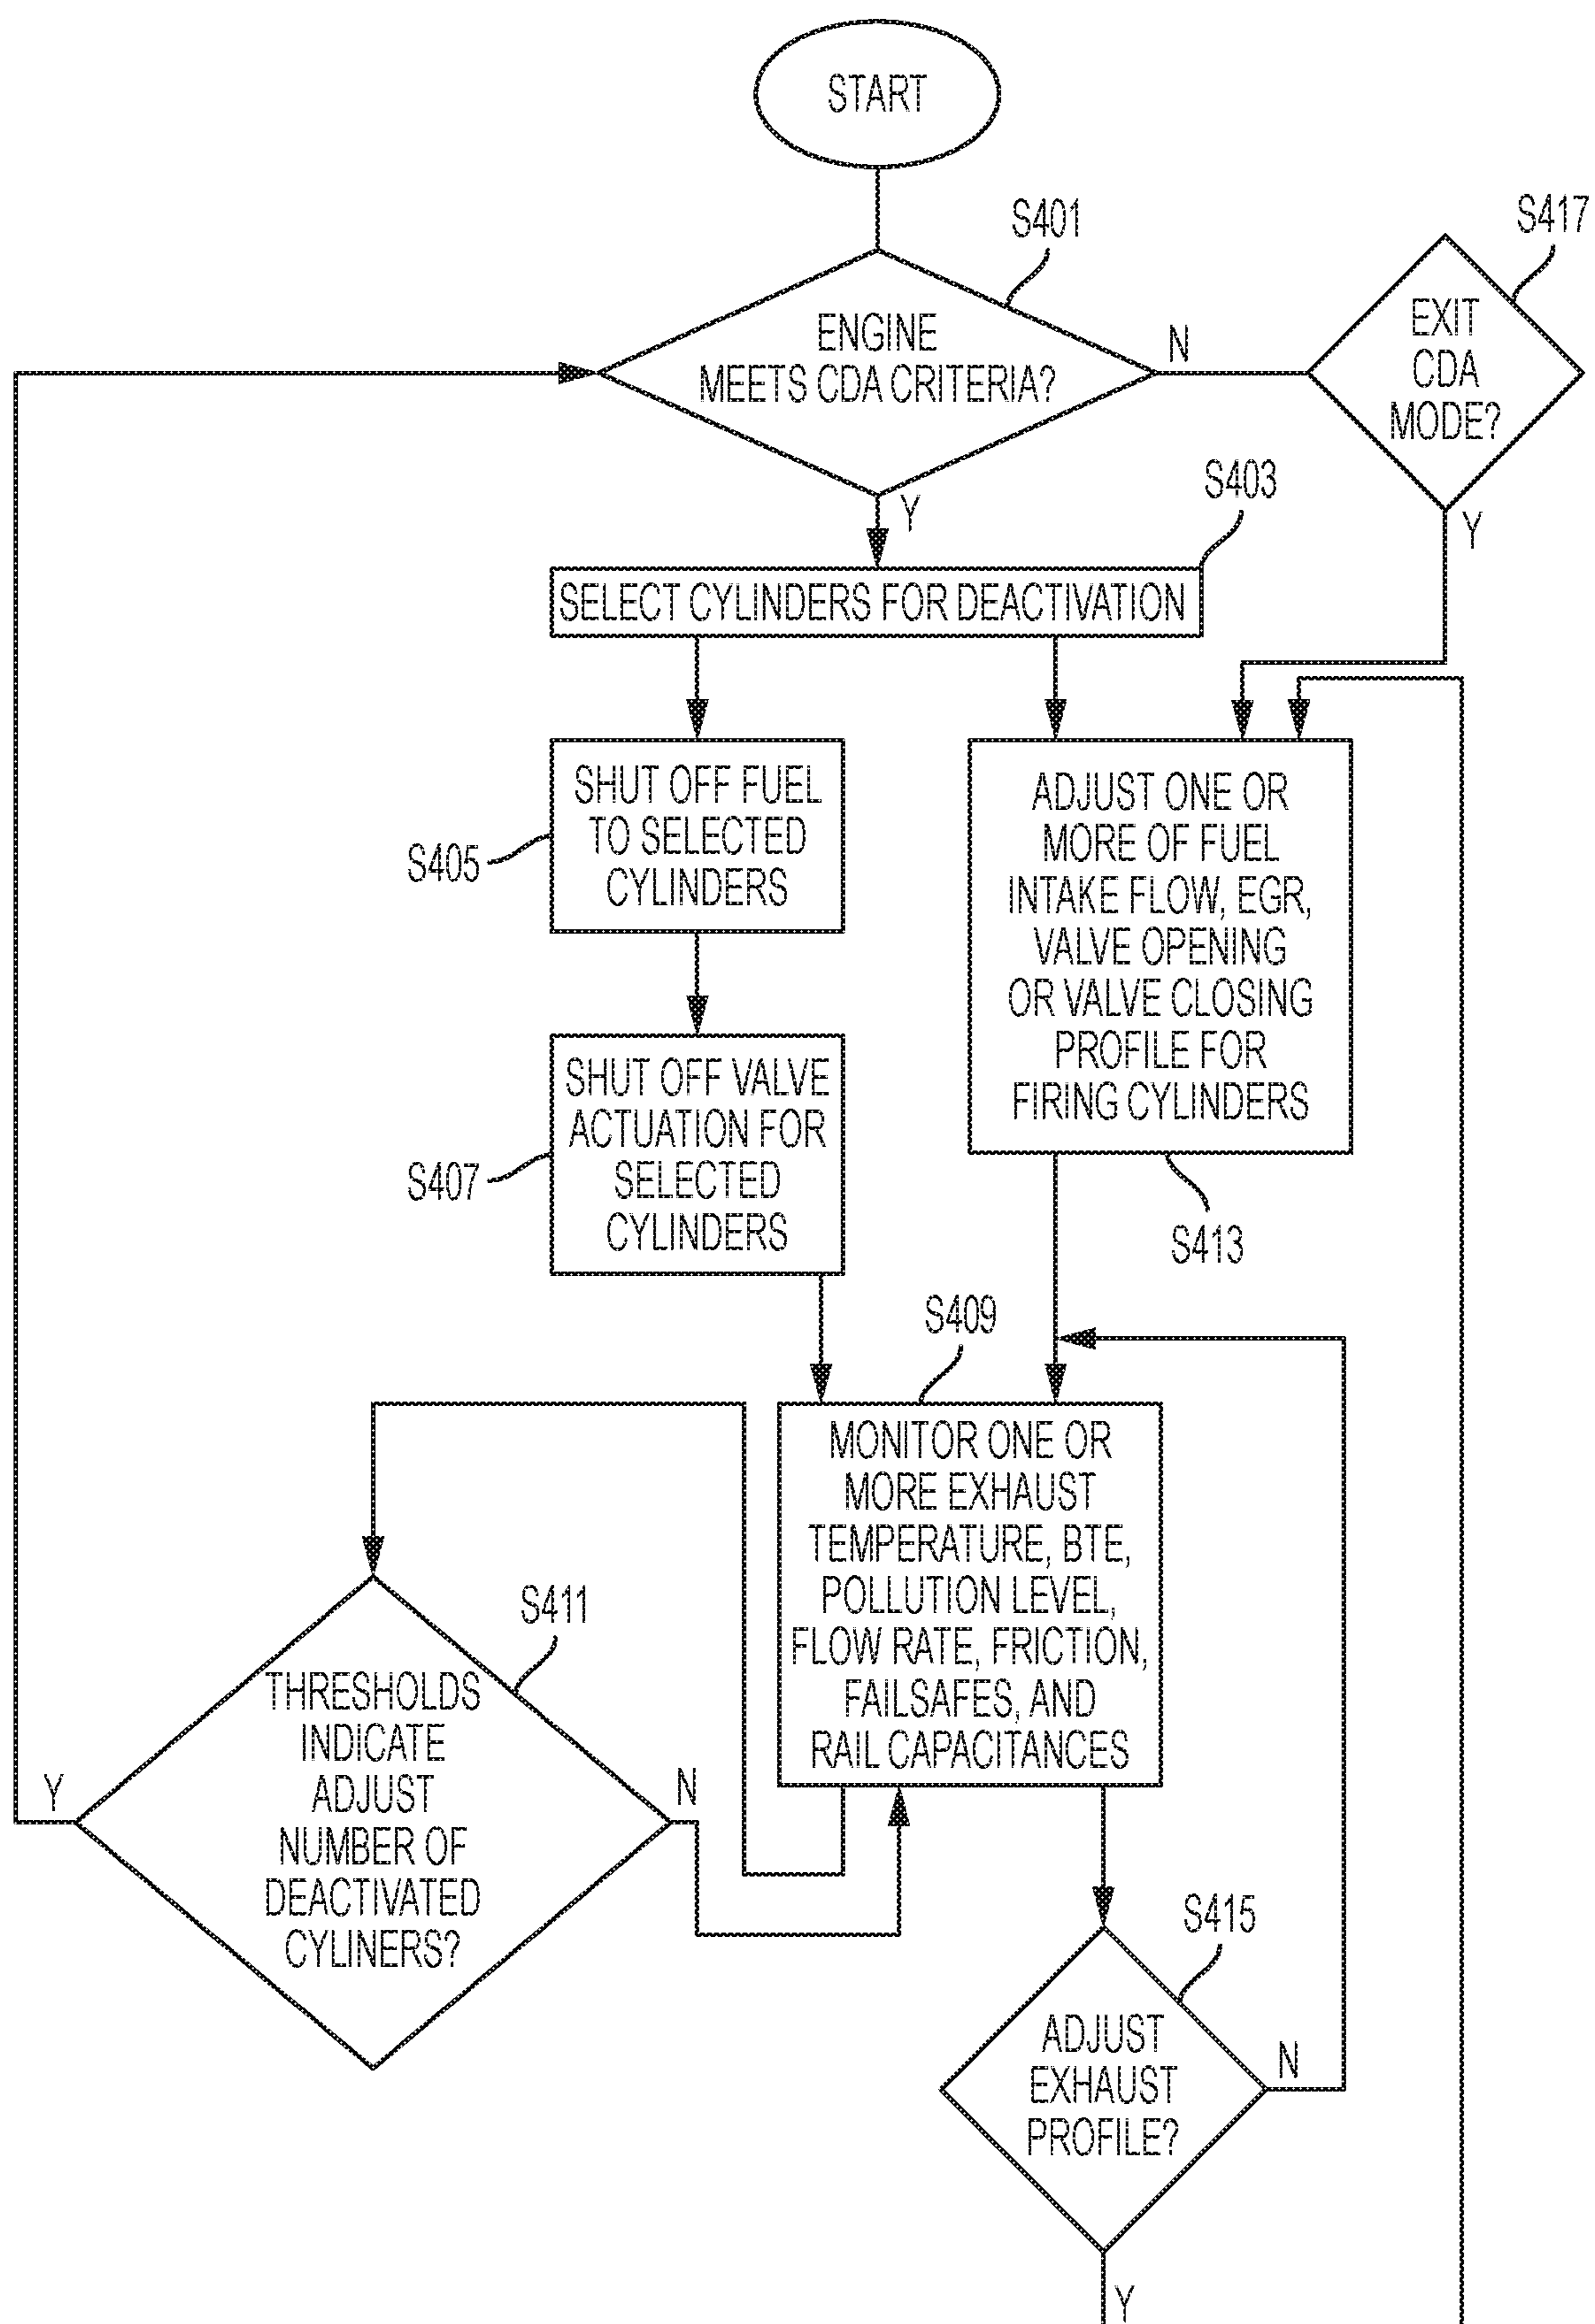 START
S401
S417
ENGINE
MEETS CDA CRITERIA?
N
EXIT
CDA
MODE?
Y
Y
S403
SELECT CYLINDERS FOR DEACTIVATION
SHUT OFF FUEL
TO SELECTED
CYLINDERS
S405
ADJUST ONE OR
MORE OF FUEL
INTAKE FLOW, EGR,
VALVE OPENING
OR VALVE CLOSING
PROFILE FOR
FIRING CYLINDERS
S413
SHUT OFF VALVE
ACTUATION FOR
SELECTED
CYLINDERS
S407
S409
MONITOR ONE OR
MORE EXHAUST
TEMPERATURE, BTE,
POLLUTION LEVEL,
FLOW RATE, FRICTION,
FAILSAFES, AND
RAIL CAPACITANCES
S411
THRESHOLDS
INDICATE
ADJUST
NUMBER OF
DEACTIVATED
CYLINERS?
Y
N
S415
ADJUST
EXHAUST
PROFILE?
N
Y